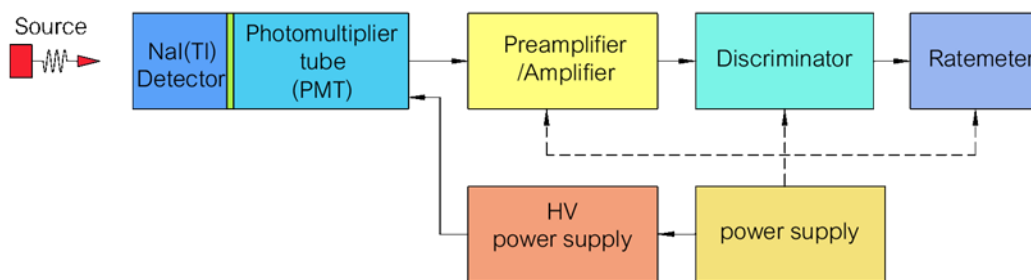 Source
NaI(Tl)
Detector
Photomultiplier
tube
(PMT)
Preamplifier
/Amplifier
Discriminator
Ratemeter
HV
power supply
power supply